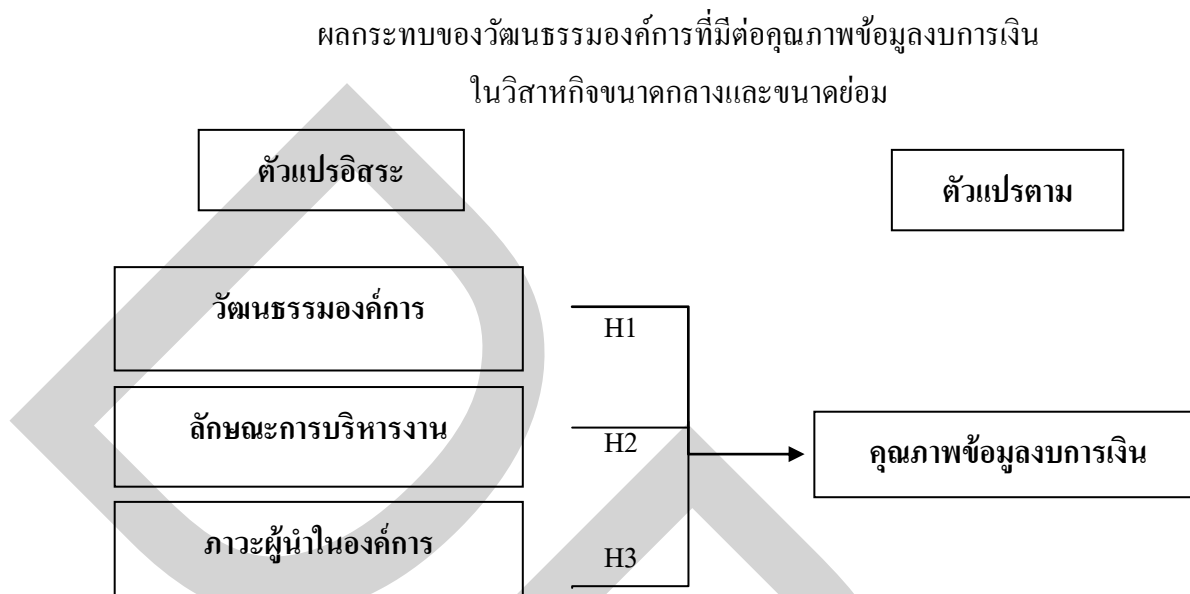 ผลกระทบของวัฒนธรรมองค์การที่มีต่อคุณภาพข้อมูลงบการเงิน
ในวิสาหกิจขนาดกลางและขนาดย่อม
ตัวแปรอิสระ
ตัวแปรตาม
วัฒนธรรมองค์การ
H1
ลักษณะการบริหารงาน
H2
คุณภาพข้อมูลงบการเงิน
ภาวะผู้นำในองค์การ
H3